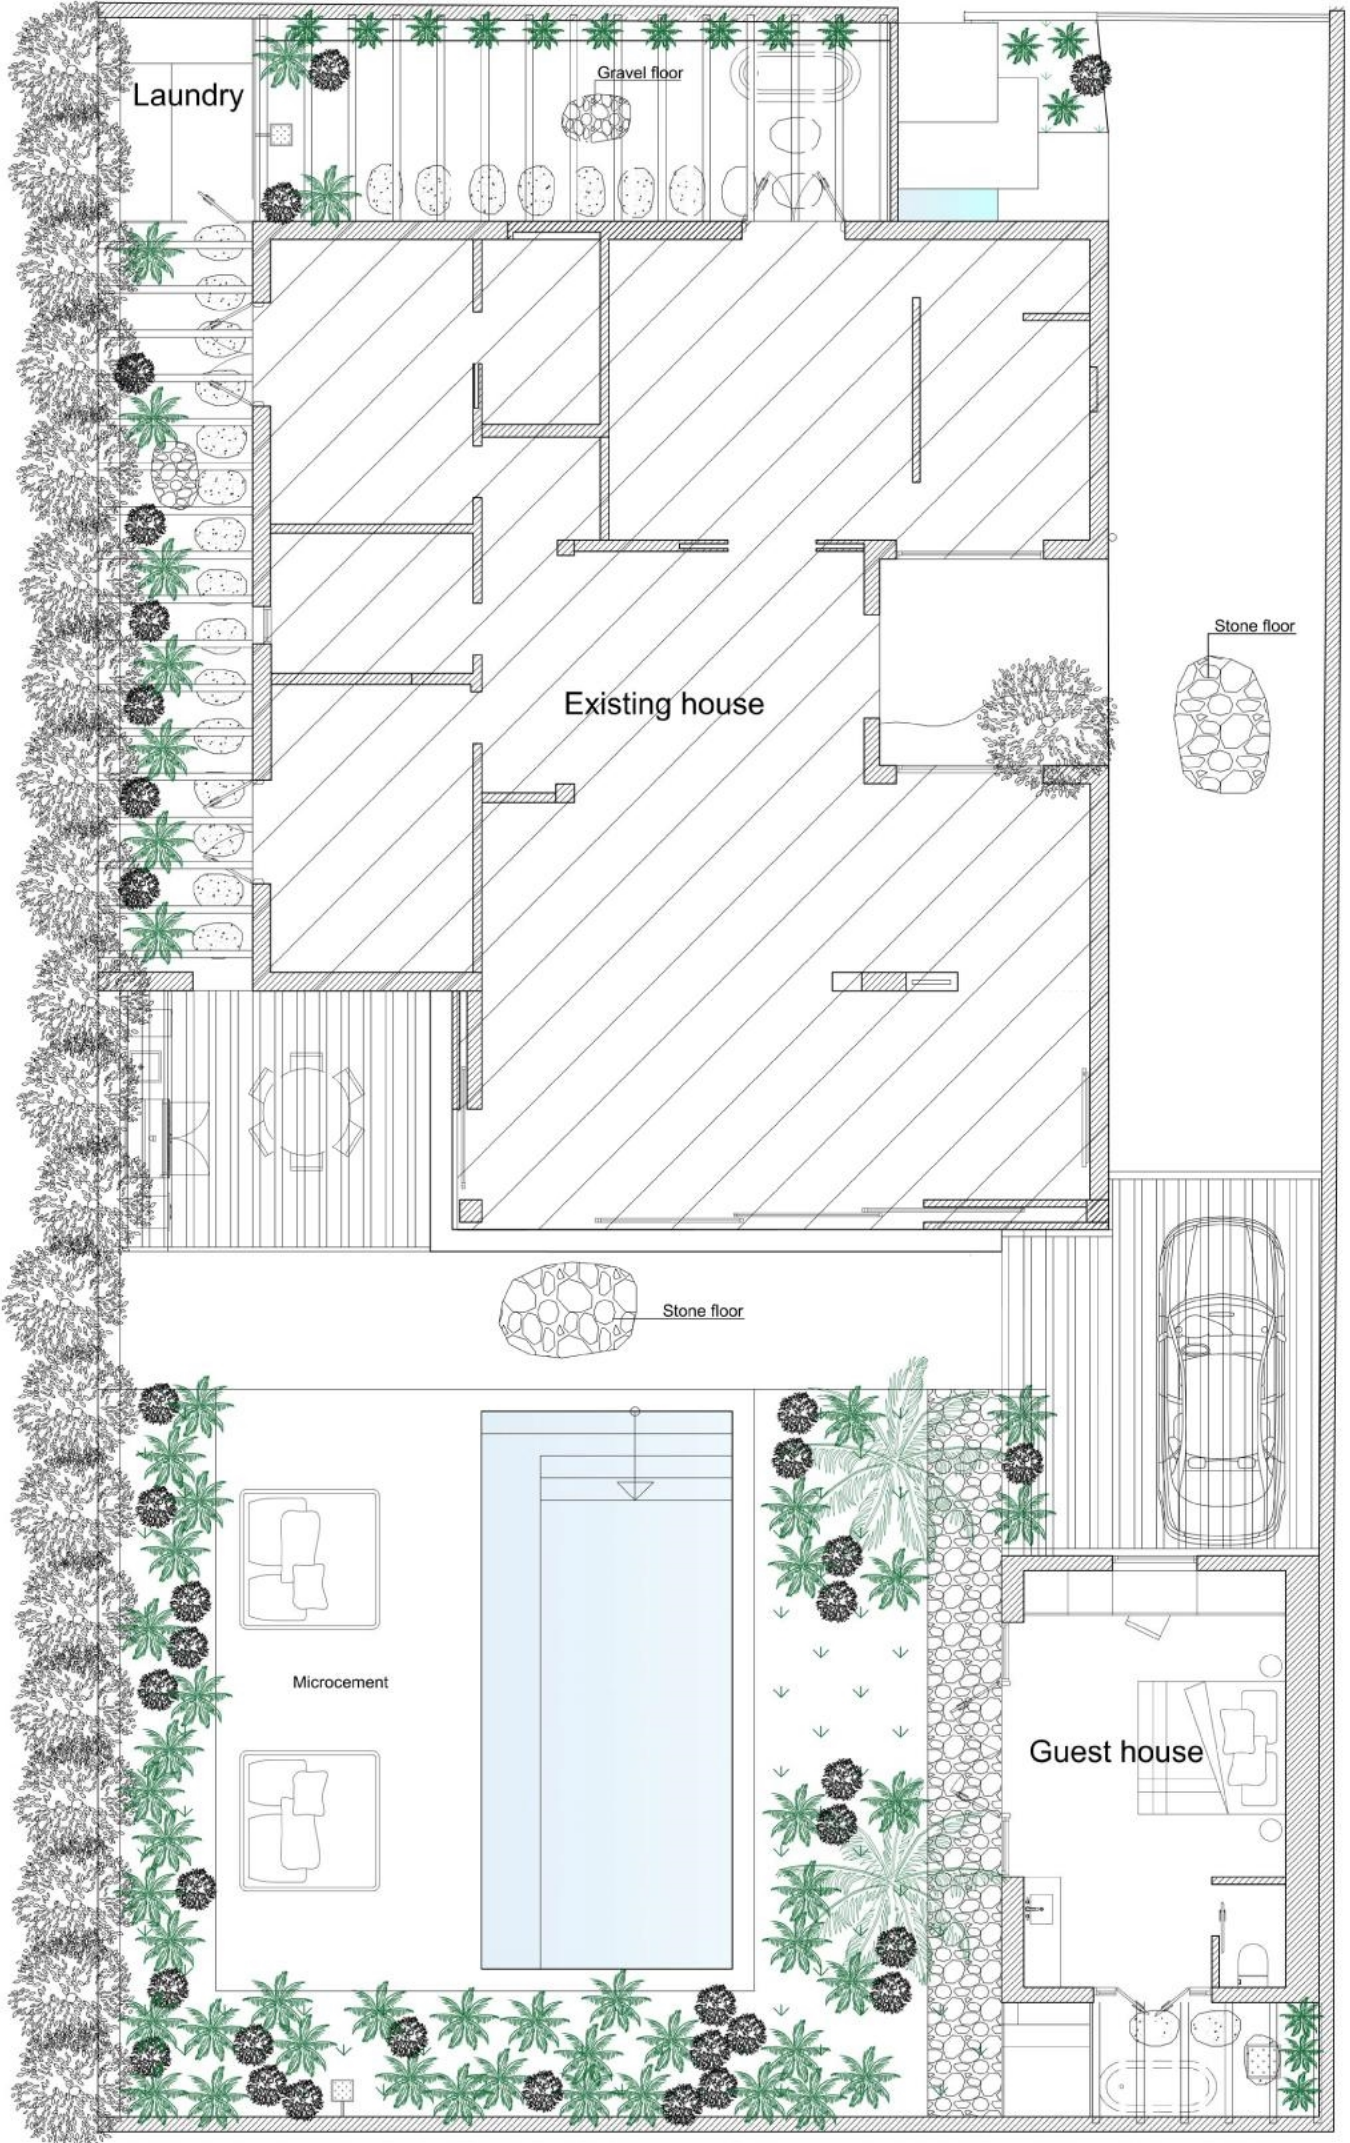 Gravel floor
Laundry
Stone floor
Existing house
Stone floor
Microcement
Guest house